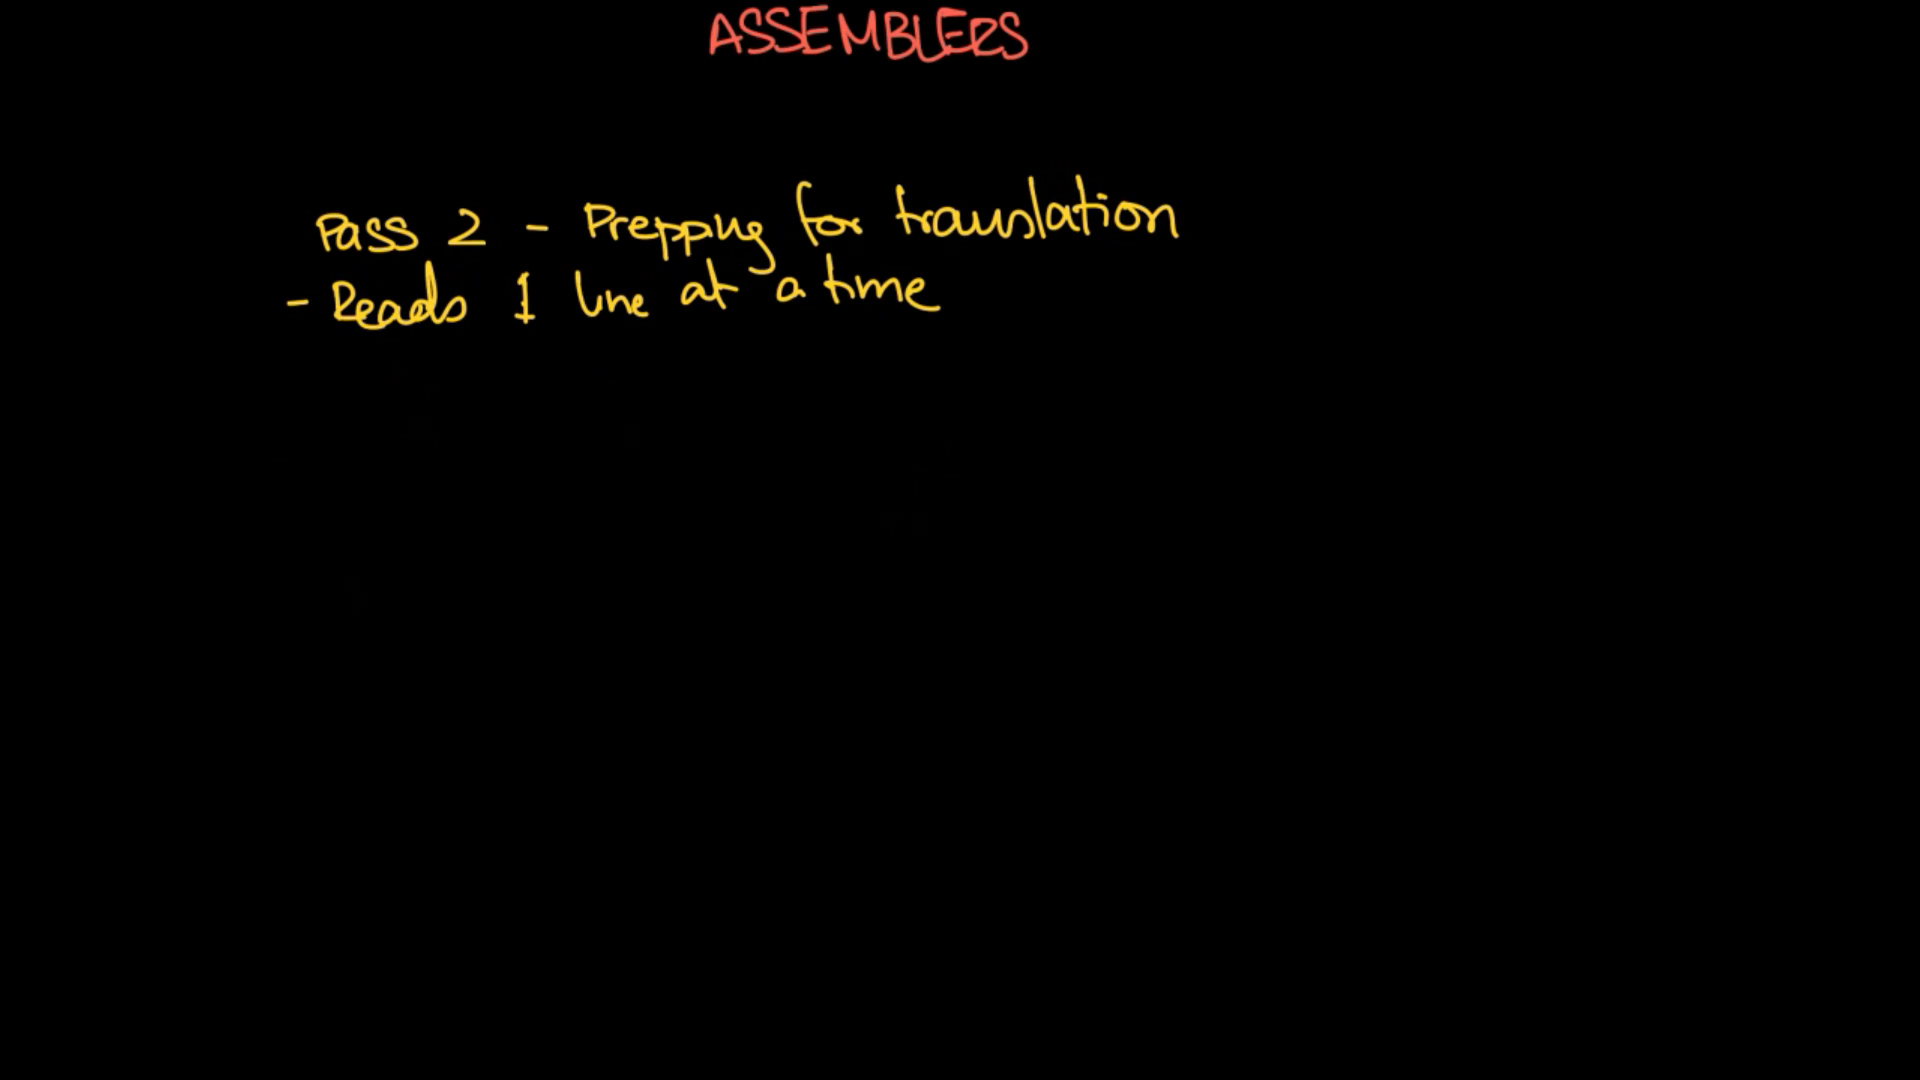 ASSEMBLERS
Pass 2 - Prepping for translation
- Reads 1 line at a time